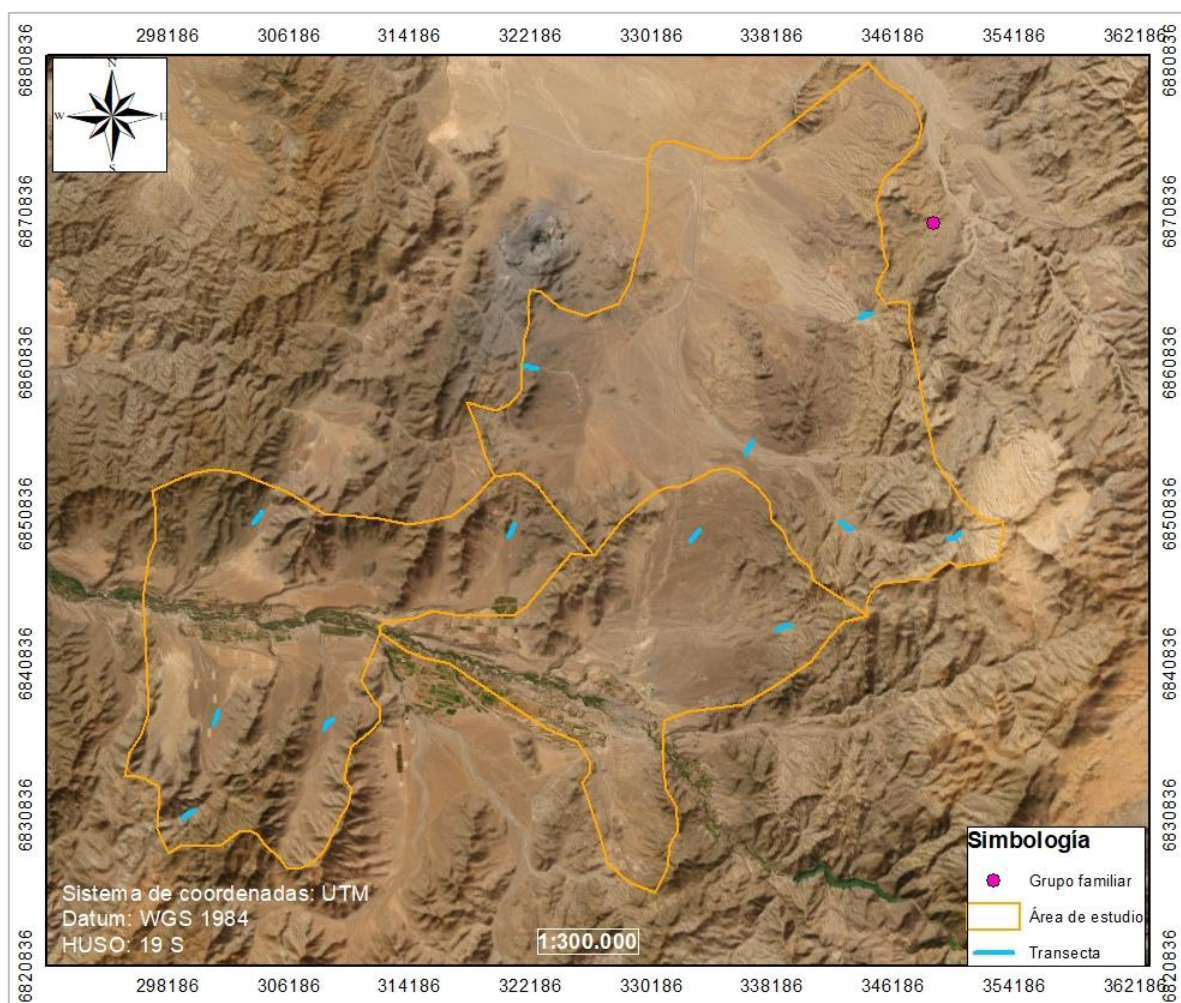 298186 306186 314186 322186 330186 338186 346186 354186 362186
6880836 6880836
N
W E
S
6870836 6870836
6860836 6860836
6850836 6850836
6840836 6840836
6830836 6830836
Simbología
Grupo familiar
Área de estudio
Transecta
Sistema de coordenadas: UTM
Datum: WGS 1984
HUSO: 19 S
1:300.000
6820836 6820836
298186 306186 314186 322186 330186 338186 346186 354186 362186